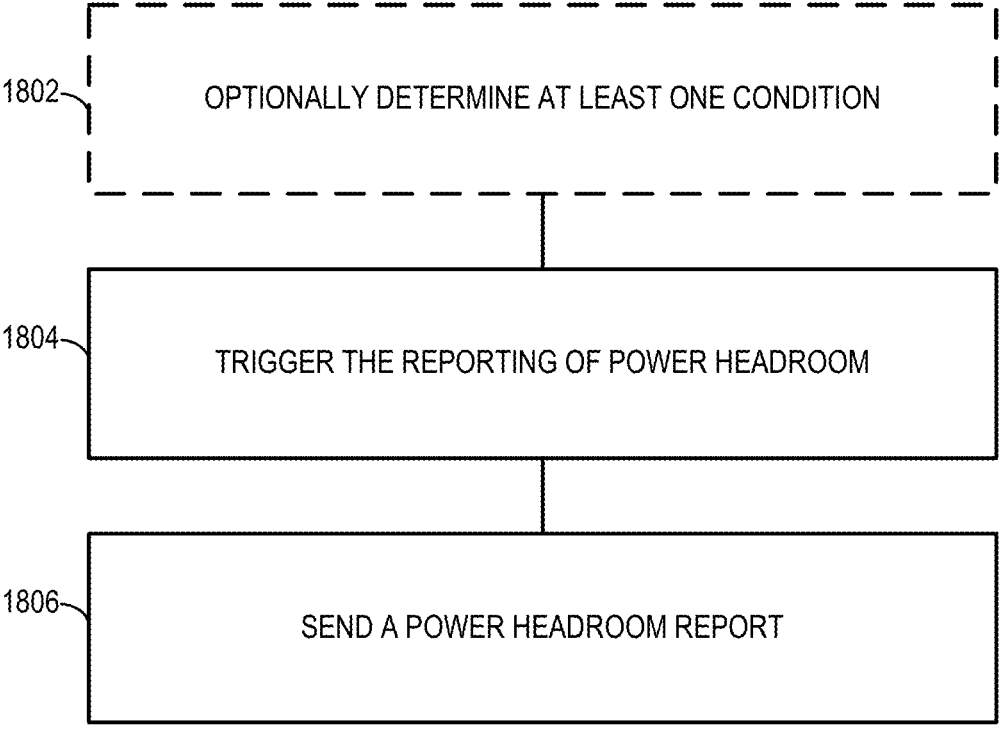 1802
OPTIONALLY DETERMINE AT LEAST ONE CONDITION
1804
TRIGGER THE REPORTING OF POWER HEADROOM
1806
SEND A POWER HEADROOM REPORT